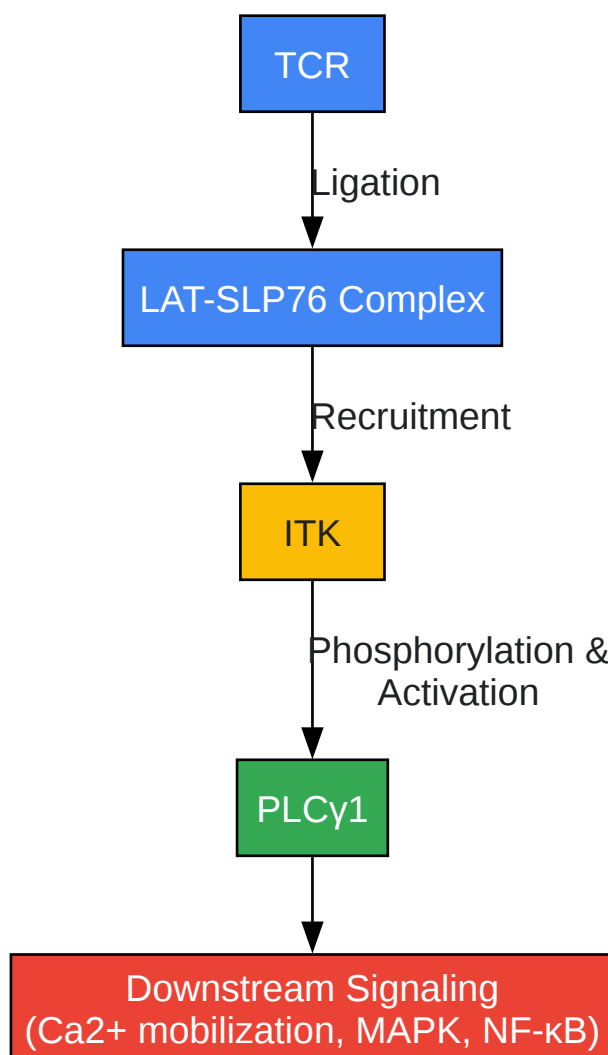 TCR
Ligation
LAT-SLP76 Complex
Recruitment
ITK
Phosphorylation &
Activation
PLCγ1
Downstream Signaling
(Ca2+ mobilization, MAPK, NF-κB)